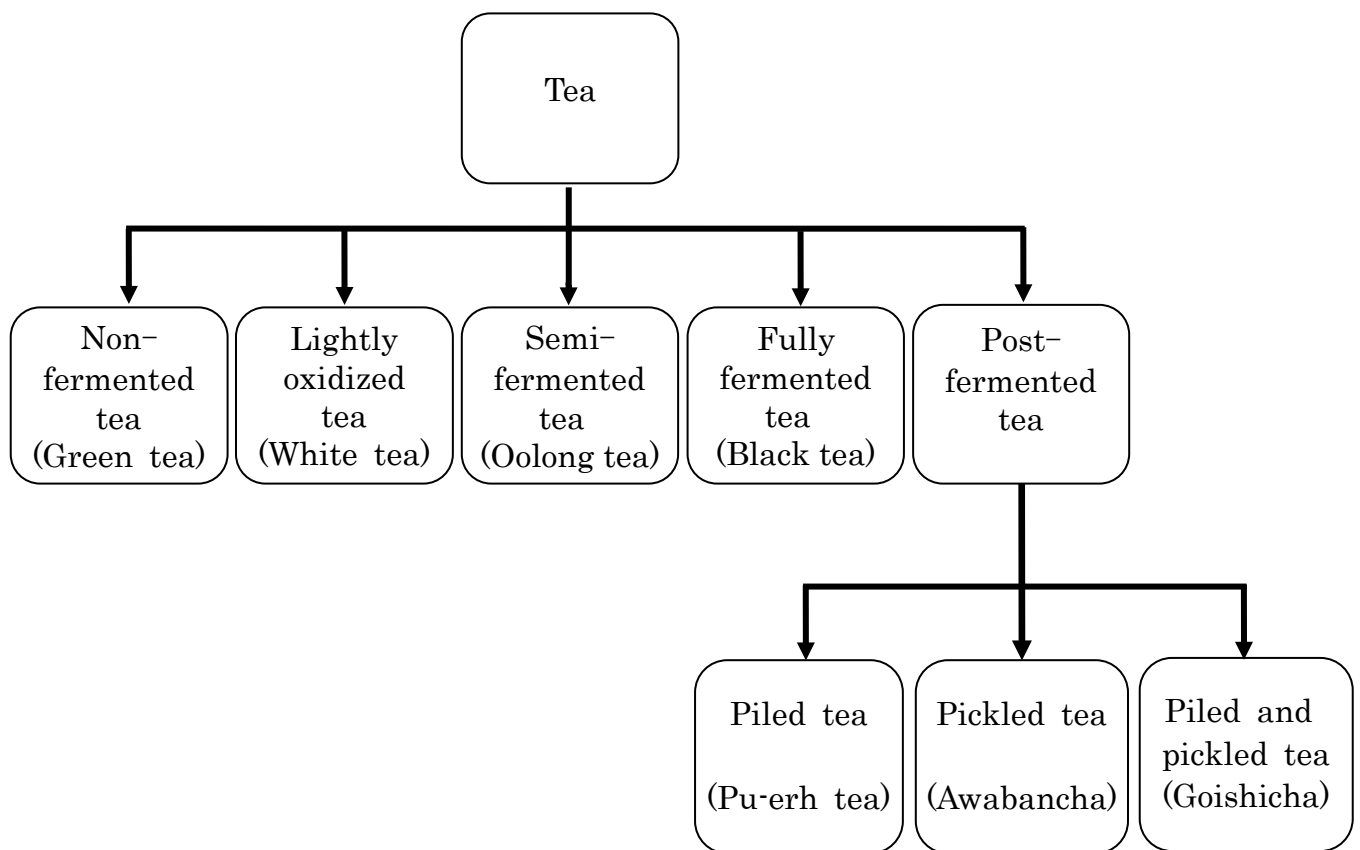 Tea
Non-
fermented
tea
(Green tea)
Lightly
oxidized
tea
(White tea)
Semi-
fermented
tea
(Oolong tea)
Fully
fermented
tea
(Black tea)
Post-
fermented
tea
Piled tea
(Pu-erh tea)
Pickled tea
(Awabancha)
Piled and
pickled tea
(Goishicha)